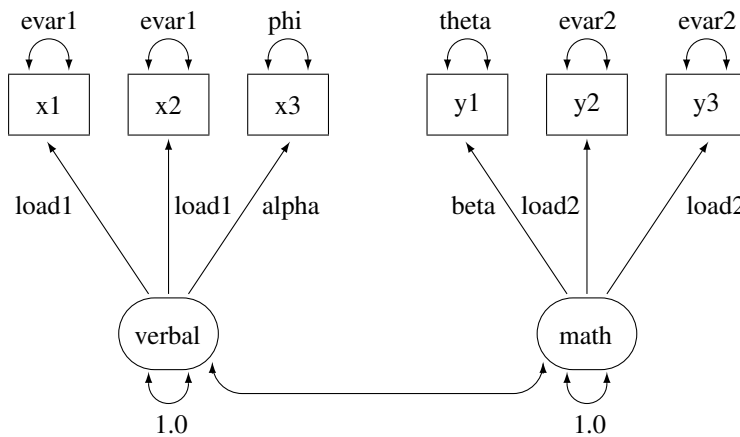 evar1 evar1 phi theta evar2 evar2
x1 x2 x3 y1 y2 y3
load1 load1 alpha beta load2 load2
verbal math
1.0 1.0